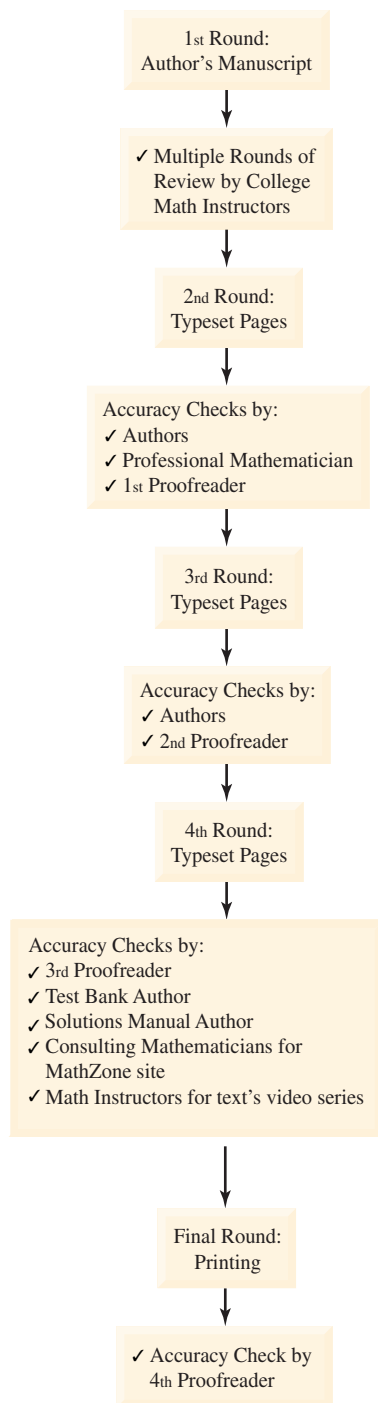 1st Round:
Author's Manuscript
✓ Multiple Rounds of
Review by College
Math Instructors
2nd Round:
Typeset Pages
Accuracy Checks by:
✓ Authors
✓ Professional Mathematician
✓ 1st Proofreader
3rd Round:
Typeset Pages
Accuracy Checks by:
✓ Authors
✓ 2nd Proofreader
4th Round:
Typeset Pages
Accuracy Checks by:
✓ 3rd Proofreader
✓ Test Bank Author
✓ Solutions Manual Author
✓ Consulting Mathematicians for
MathZone site
✓ Math Instructors for text's video series
Final Round:
Printing
✓ Accuracy Check by
4th Proofreader